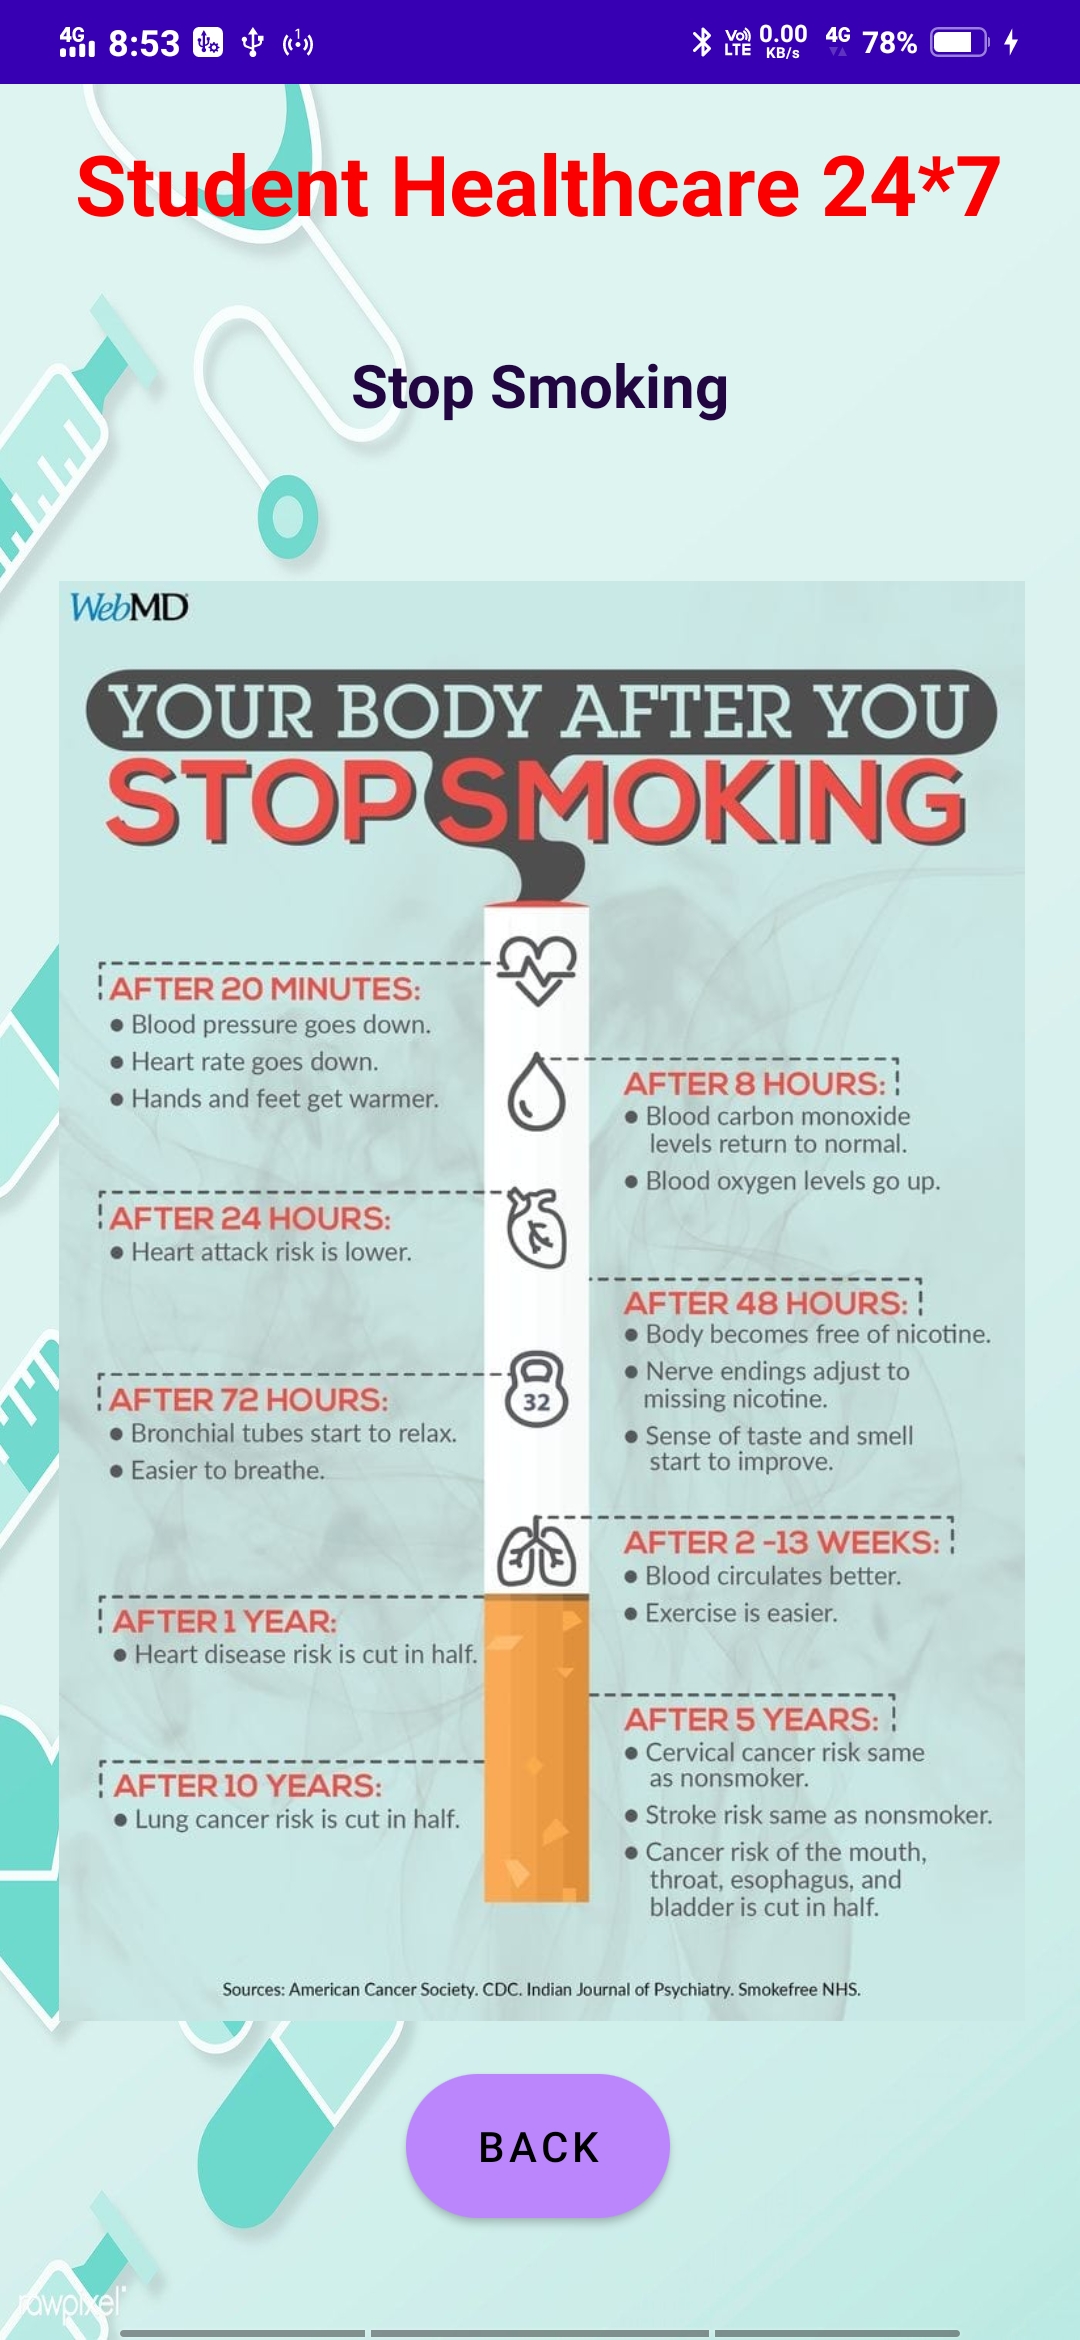 4G 8:53 1 Vo)) LTE 0.00 KB/s 4G 78%
Student Healthcare 24*7
Stop Smoking
WebMD
YOUR BODY AFTER YOU
STOP SMOKING
AFTER 20 MINUTES:
● Blood pressure goes down.
● Heart rate goes down.
● Hands and feet get warmer.
AFTER 8 HOURS:
● Blood carbon monoxide
levels return to normal.
● Blood oxygen levels go up.
AFTER 24 HOURS:
● Heart attack risk is lower.
AFTER 48 HOURS:
● Body becomes free of nicotine.
● Nerve endings adjust to
missing nicotine.
● Sense of taste and smell
start to improve.
AFTER 72 HOURS:
● Bronchial tubes start to relax.
● Easier to breathe.
32
AFTER 2 -13 WEEKS:
● Blood circulates better.
● Exercise is easier.
AFTER 1 YEAR:
● Heart disease risk is cut in half.
AFTER 5 YEARS:
● Cervical cancer risk same
as nonsmoker.
● Stroke risk same as nonsmoker.
● Cancer risk of the mouth,
throat, esophagus, and
bladder is cut in half.
AFTER 10 YEARS:
● Lung cancer risk is cut in half.
Sources: American Cancer Society. CDC. Indian Journal of Psychiatry. Smokefree NHS.
BACK
rawpixel